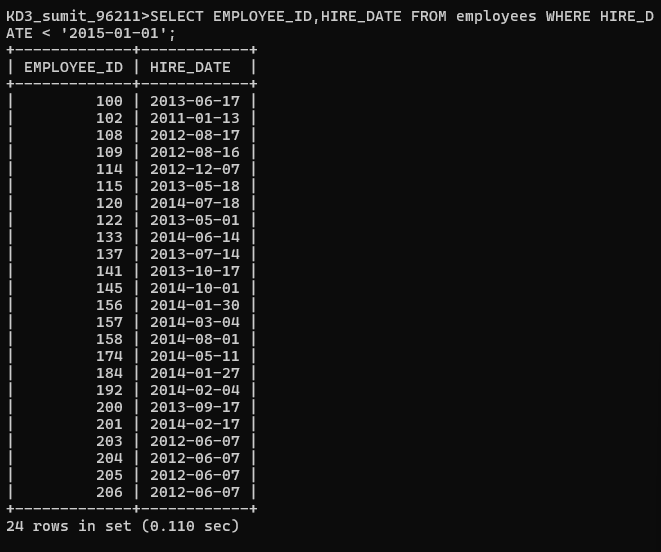 KD3_sumit_96211>SELECT EMPLOYEE_ID,HIRE_DATE FROM employees WHERE HIRE_D
ATE < '2015-01-01';
+-------------+------------+
| EMPLOYEE_ID | HIRE_DATE  |
+-------------+------------+
|         100 | 2013-06-17 |
|         102 | 2011-01-13 |
|         108 | 2012-08-17 |
|         109 | 2012-08-16 |
|         114 | 2012-12-07 |
|         115 | 2013-05-18 |
|         120 | 2014-07-18 |
|         122 | 2013-05-01 |
|         133 | 2014-06-14 |
|         137 | 2013-07-14 |
|         141 | 2013-10-17 |
|         145 | 2014-10-01 |
|         156 | 2014-01-30 |
|         157 | 2014-03-04 |
|         158 | 2014-08-01 |
|         174 | 2014-05-11 |
|         184 | 2014-01-27 |
|         192 | 2014-02-04 |
|         200 | 2013-09-17 |
|         201 | 2014-02-17 |
|         203 | 2012-06-07 |
|         204 | 2012-06-07 |
|         205 | 2012-06-07 |
|         206 | 2012-06-07 |
+-------------+------------+
24 rows in set (0.110 sec)